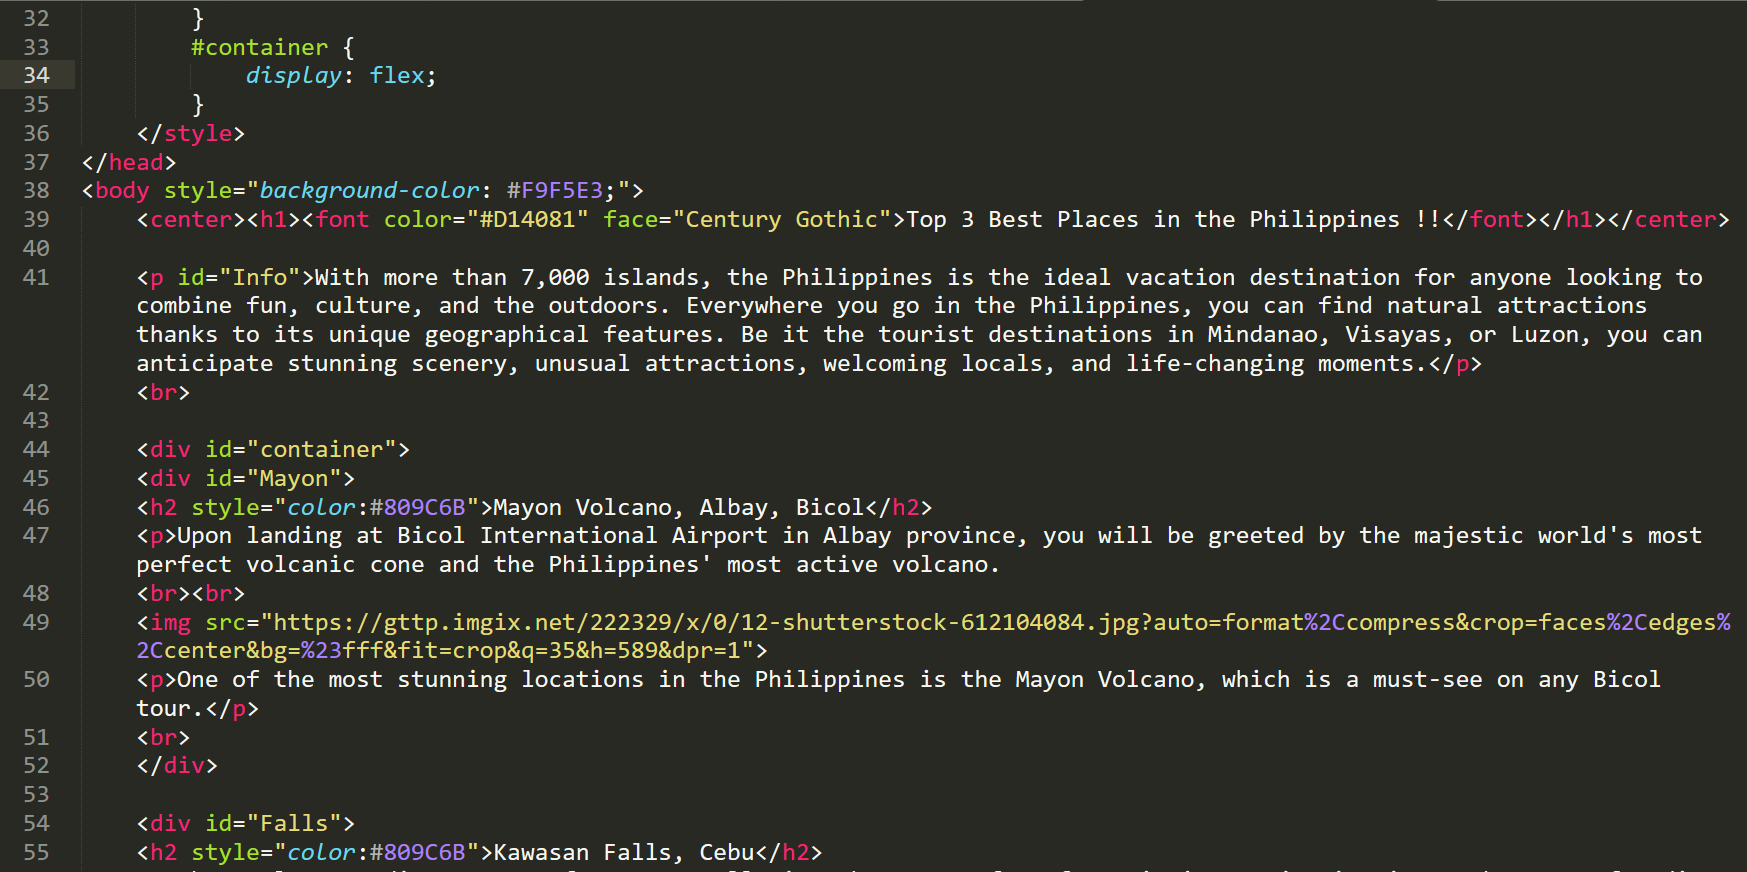 32 }
33 #container {
34 display: flex;
35 }
36 </style>
37 </head>
38 <body style="background-color: #F9F5E3;">
39 <center><h1><font color="#D14081" face="Century Gothic">Top 3 Best Places in the Philippines !!</font></h1></center>
40
41 <p id="Info">With more than 7,000 islands, the Philippines is the ideal vacation destination for anyone looking to
combine fun, culture, and the outdoors. Everywhere you go in the Philippines, you can find natural attractions
thanks to its unique geographical features. Be it the tourist destinations in Mindanao, Visayas, or Luzon, you can
anticipate stunning scenery, unusual attractions, welcoming locals, and life-changing moments.</p>
42 <br>
43
44 <div id="container">
45 <div id="Mayon">
46 <h2 style="color:#809C6B">Mayon Volcano, Albay, Bicol</h2>
47 <p>Upon landing at Bicol International Airport in Albay province, you will be greeted by the majestic world's most
perfect volcanic cone and the Philippines' most active volcano.
48 <br><br>
49 <img src="https://gttp.imgix.net/222329/x/0/12-shutterstock-612104084.jpg?auto=format%2Ccompress&crop=faces%2Cedges%
2Ccenter&bg=%23fff&fit=crop&q=35&h=589&dpr=1">
50 <p>One of the most stunning locations in the Philippines is the Mayon Volcano, which is a must-see on any Bicol
tour.</p>
51 <br>
52 </div>
53
54 <div id="Falls">
55 <h2 style="color:#809C6B">Kawasan Falls, Cebu</h2>